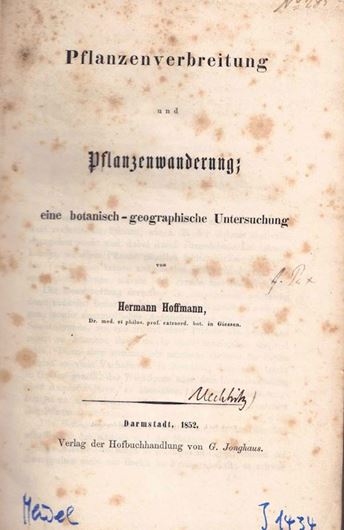 Pflanzenverbreitung
und
Pflanzenwanderung;
eine botanisch-geographische Untersuchung
von
Hermann Hoffmann,
Dr. med. et philos. prof. extraord. bot. in Giessen.
Darmstadt, 1852.
Verlag der Hofbuchhandlung von G. Jonghaus.
J 1434